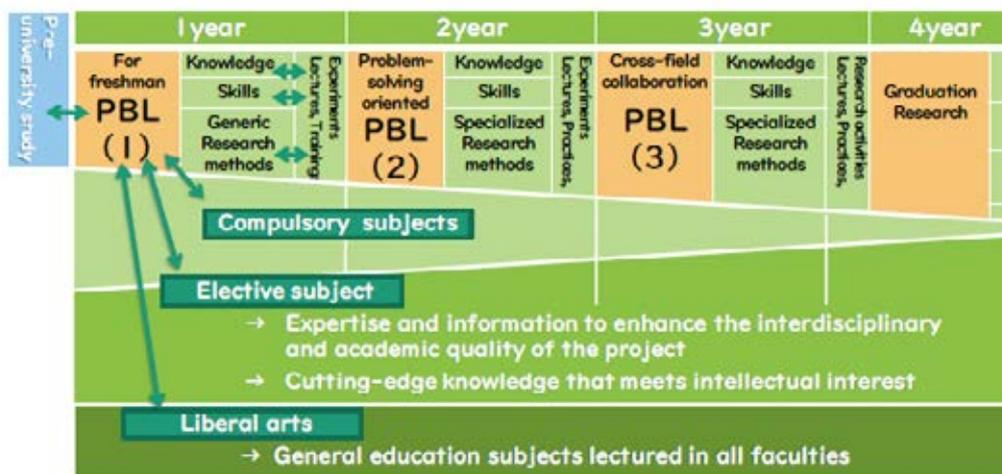 Pre-university study
1year
2year
3year
4year
For
freshman
PBL
(1)
Knowledge
Skills
Generic
Research
methods
Experiments
Lectures, Training
Problem-
solving
oriented
PBL
(2)
Knowledge
Skills
Specialized
Research
methods
Experiments
Lectures, Practices,
Cross-field
collaboration
PBL
(3)
Knowledge
Skills
Specialized
Research
methods
Research activities
Lectures, Practices,
Graduation
Research
Compulsory subjects
Elective subject
→ Expertise and information to enhance the interdisciplinary
and academic quality of the project
→ Cutting-edge knowledge that meets intellectual interest
Liberal arts
→ General education subjects lectured in all faculties